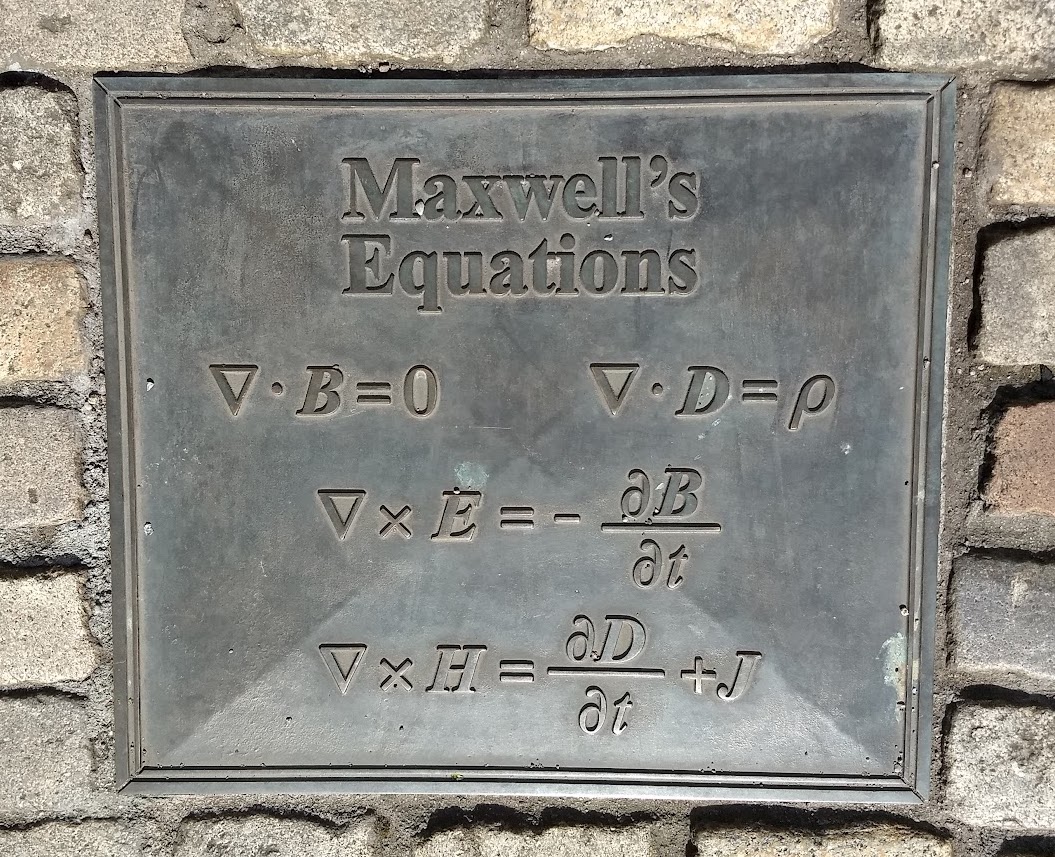 Maxwell's
Equations
∇·B=0 ∇·D=ρ
∇×E=-∂B/∂t
∇×H=∂D/∂t+J